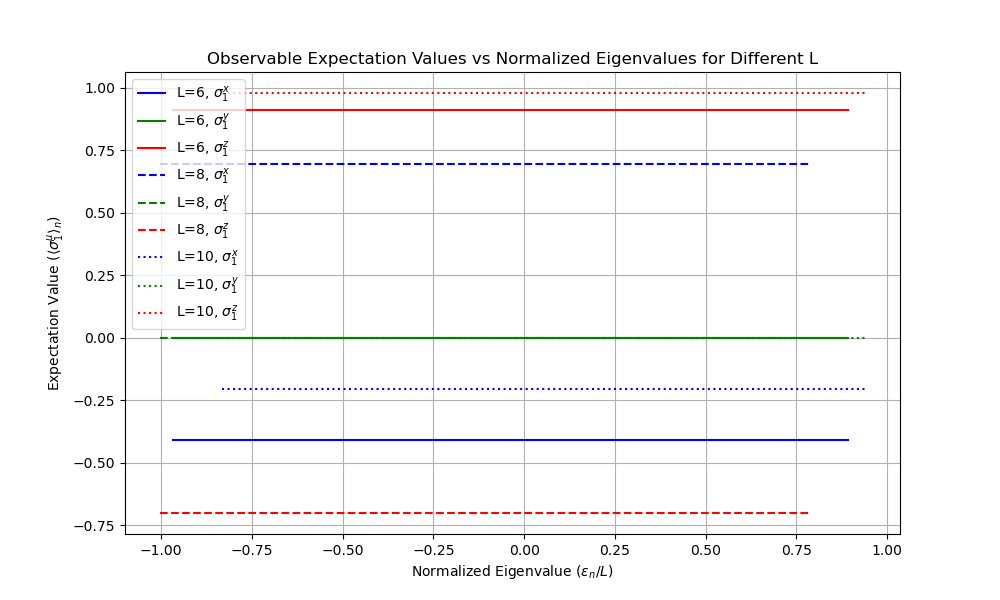 Observable Expectation Values vs Normalized Eigenvalues for Different L
1.00
0.75
0.50
0.25
0.00
−0.25
−0.50
−0.75
Expectation Value (⟨σ₁^μ⟩ₙ)
L=6, σ₁ˣ
L=6, σ₁ʸ
L=6, σ₁ᶻ
L=8, σ₁ˣ
L=8, σ₁ʸ
L=8, σ₁ᶻ
L=10, σ₁ˣ
L=10, σ₁ʸ
L=10, σ₁ᶻ
−1.00 −0.75 −0.50 −0.25 0.00 0.25 0.50 0.75 1.00
Normalized Eigenvalue (εₙ/L)